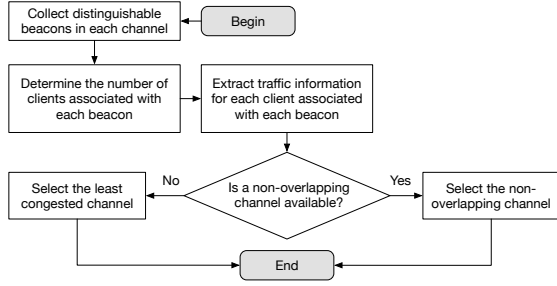 Begin
Collect distinguishable
beacons in each channel
Determine the number of
clients associated with
each beacon
Extract traffic information
for each client associated
with each beacon
Is a non-overlapping
channel available?
No
Yes
Select the least
congested channel
Select the non-
overlapping channel
End